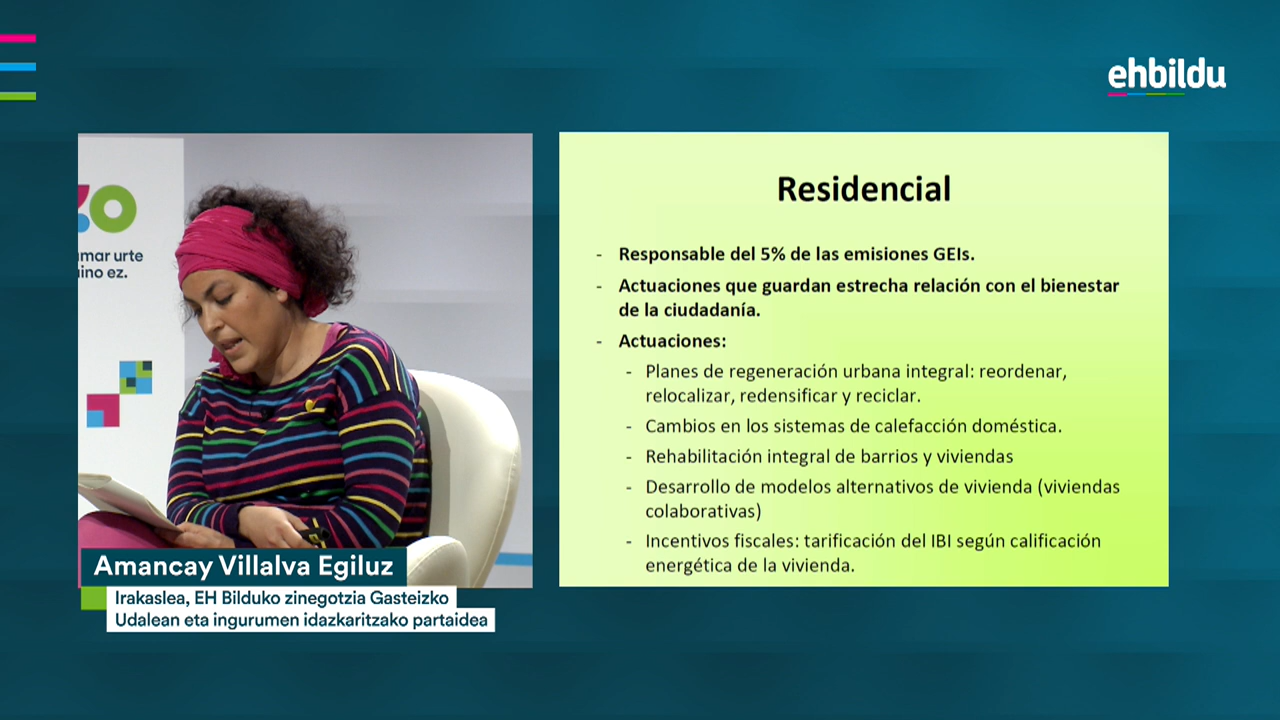 ehbildu
amar urte
ez.
Residencial
- Responsable del 5% de las emisiones GEIs.
- Actuaciones que guardan estrecha relación con el bienestar
de la ciudadanía.
- Actuaciones:
- Planes de regeneración urbana integral: reordenar,
relocalizar, redensificar y reciclar.
- Cambios en los sistemas de calefacción doméstica.
- Rehabilitación integral de barrios y viviendas
- Desarrollo de modelos alternativos de vivienda (viviendas
colaborativas)
- Incentivos fiscales: tarificación del IBI según calificación
energética de la vivienda.
Amancay Villalva Egiluz
Irakaslea, EH Bilduko zinegotzia Gasteizko
Udalean eta ingurumen idazkaritzako partaidea